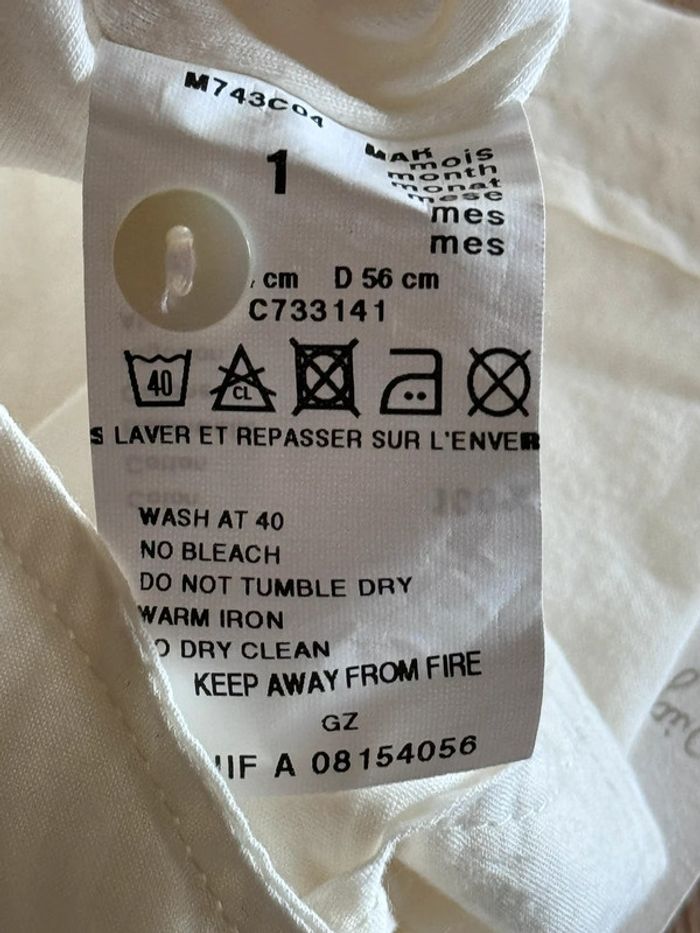 M743C04
1
MAR
mois
month
monat
mese
mes
mes
cm D 56 cm
C733141
40 CL
S LAVER ET REPASSER SUR L'ENVER
WASH AT 40
NO BLEACH
DO NOT TUMBLE DRY
WARM IRON
O DRY CLEAN
KEEP AWAY FROM FIRE
GZ
IF A 08154056